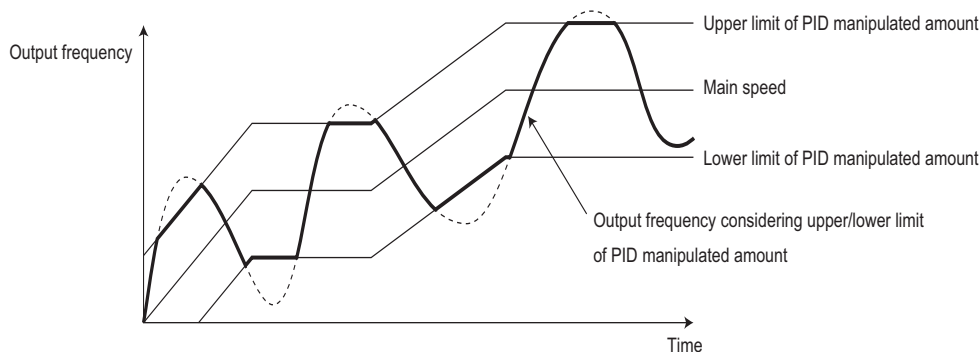 Upper limit of PID manipulated amount
Output frequency
Main speed
Lower limit of PID manipulated amount
Output frequency considering upper/lower limit
of PID manipulated amount
Time